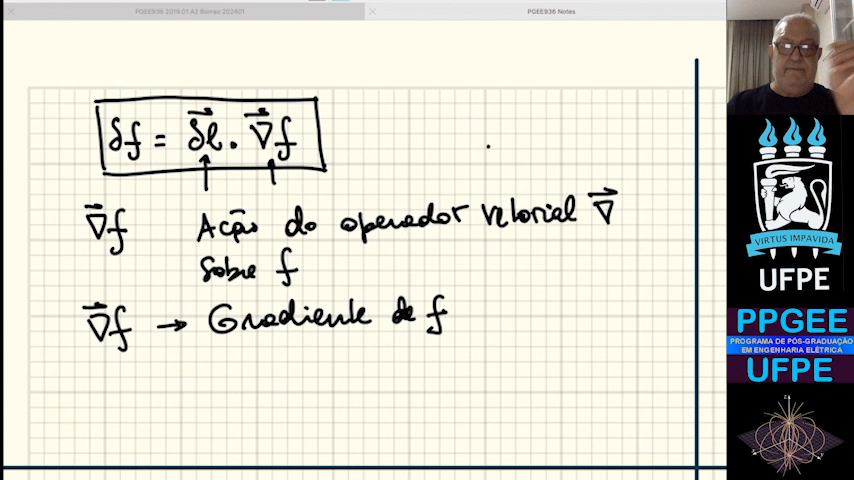 PGEE936 2019.01.A2 Borrao 202401
PGEE936 Notes
δf = δl⃗ . ∇⃗f
∇⃗f Ação do operador vetorial ∇⃗
sobre f
∇⃗f → Gradiente de f
VIRTUS IMPAVIDA
UFPE
PPGEE
PROGRAMA DE PÓS-GRADUAÇÃO
EM ENGENHARIA ELÉTRICA
UFPE